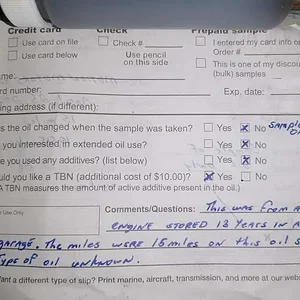 Credit card Check Prepaid sample
Use card on file Check # I entered my card info on
Use card below Use pencil on this side Order #
This is one of my discou
(bulk) samples
me:
rd number: Exp. date:
ing address (if different):
s the oil changed when the sample was taken? Yes No SAMPLE
you interested in extended oil use? Yes No
e you used any additives? (list below) Yes No
uld you like a TBN (additional cost of $10.00)? Yes No
A TBN measures the amount of active additive present in the oil.)
Use Only Comments/Questions: THIS WAS FROM A
ENGINE STORED 13 YEARS IN A
GARAGE. THE MILES WERE 15 MILES ON THIS OIL S
TYPE OF OIL UNKNOWN.
ant a different type of slip? Print marine, aircraft, transmission, and more at our webs